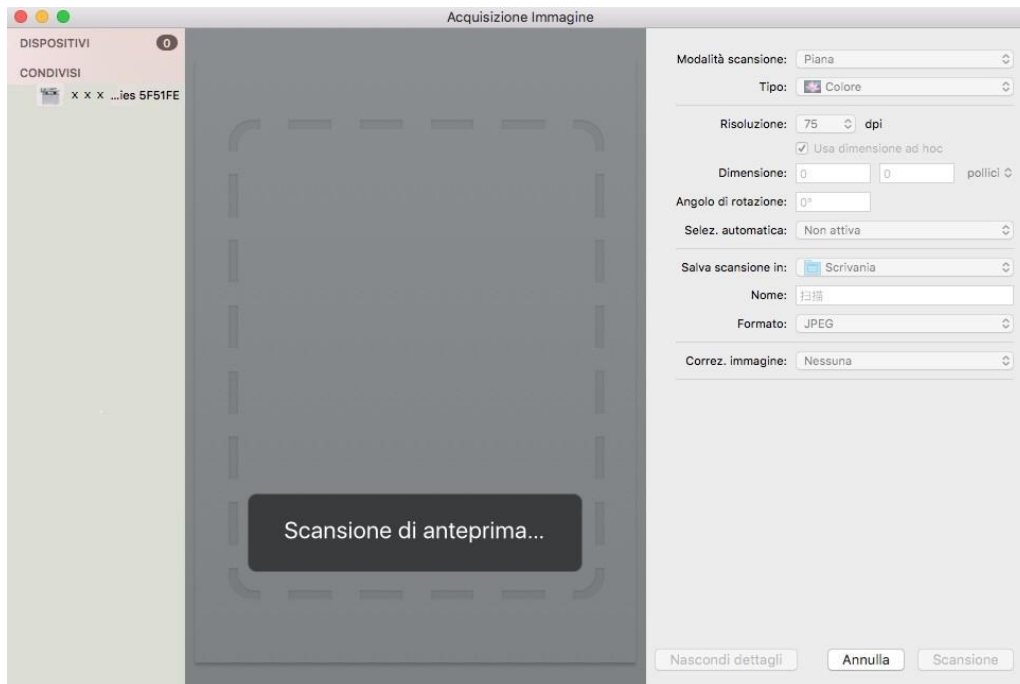 Acquisizione Immagine
DISPOSITIVI 0
CONDIVISI
x x x ...ies 5F51FE
Scansione di anteprima...
Modalità scansione: Piana
Tipo: Colore
Risoluzione: 75 dpi
Usa dimensione ad hoc
Dimensione: 0 0 pollici
Angolo di rotazione: 0°
Selez. automatica: Non attiva
Salva scansione in: Scrivania
Nome: 扫描
Formato: JPEG
Correz. immagine: Nessuna
Nascondi dettagli Annulla Scansione